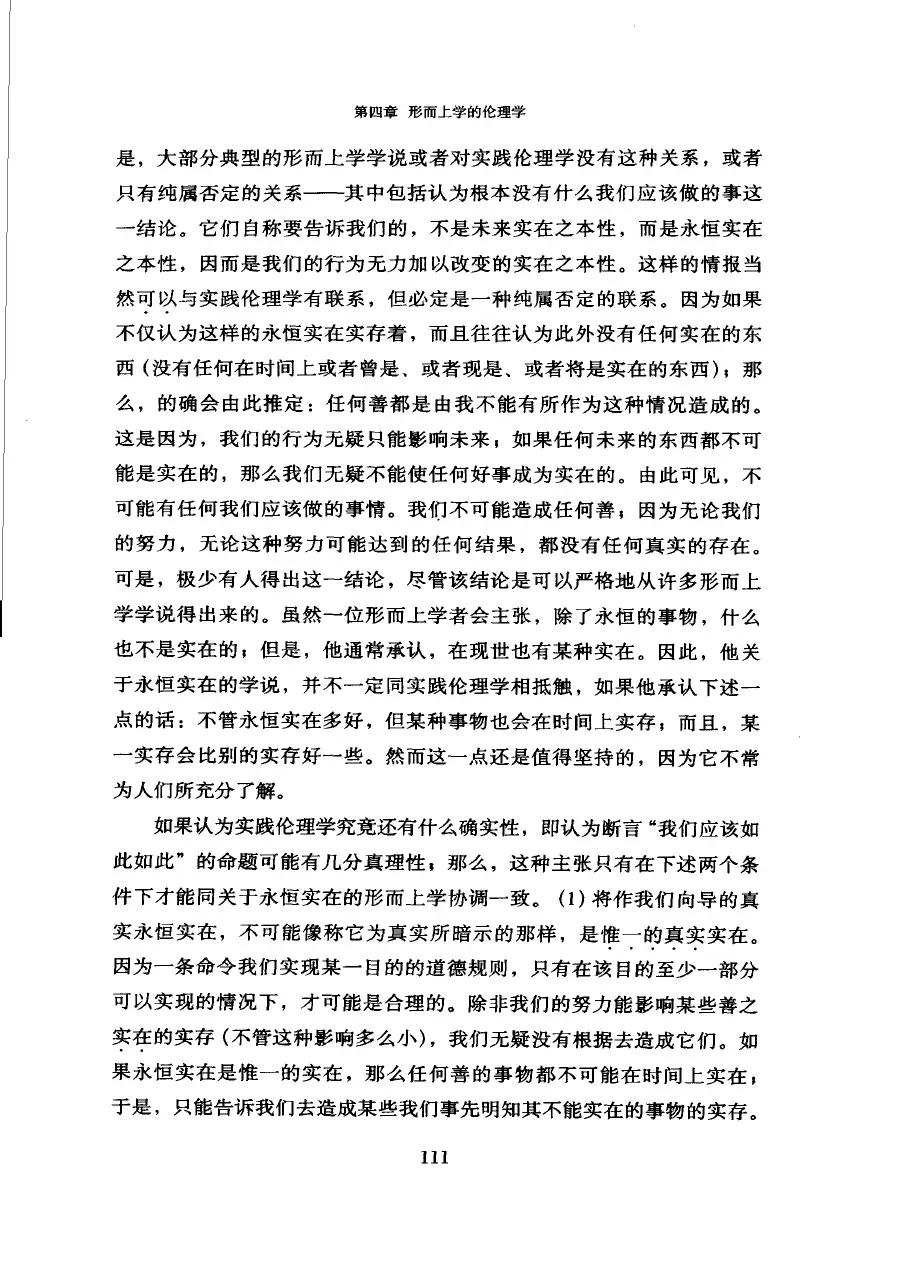 第四章 形而上学的伦理学
是，大部分典型的形而上学学说或者对实践伦理学没有这种关系，或者
只有纯属否定的关系——其中包括认为根本没有什么我们应该做的事这
一结论。它们自称要告诉我们的，不是未来实在之本性，而是永恒实在
之本性，因而是我们的行为无力加以改变的实在之本性。这样的情报当
然可以与实践伦理学有联系，但必定是一种纯属否定的联系。因为如果
不仅认为这样的永恒实在实存着，而且往往认为此外没有任何实在的东
西（没有任何在时间上或者曾是、或者现是、或者将是实在的东西）；那
么，的确会由此推定：任何善都是由我不能有所作为这种情况造成的。
这是因为，我们的行为无疑只能影响未来；如果任何未来的东西都不可
能是实在的，那么我们无疑不能使任何好事成为实在的。由此可见，不
可能有任何我们应该做的事情。我们不可能造成任何善；因为无论我们
的努力，无论这种努力可能达到的任何结果，都没有任何真实的存在。
可是，极少有人得出这一结论，尽管该结论是可以严格地从许多形而上
学学说得出来的。虽然一位形而上学者会主张，除了永恒的事物，什么
也不是实在的；但是，他通常承认，在现世也有某种实在。因此，他关
于永恒实在的学说，并不一定同实践伦理学相抵触，如果他承认下述一
点的话：不管永恒实在多好，但某种事物也会在时间上实存；而且，某
一实存会比别的实存好一些。然而这一点还是值得坚持的，因为它不常
为人们所充分了解。
如果认为实践伦理学究竟还有什么确实性，即认为断言“我们应该如
此如此”的命题可能有几分真理性；那么，这种主张只有在下述两个条
件下才能同关于永恒实在的形而上学协调一致。（1）将作我们向导的真
实永恒实在，不可能像称它为真实所暗示的那样，是惟一的真实实在。
因为一条命令我们实现某一目的的道德规则，只有在该目的至少一部分
可以实现的情况下，才可能是合理的。除非我们的努力能影响某些善之
实在的实存（不管这种影响多么小），我们无疑没有根据去造成它们。如
果永恒实在是惟一的实在，那么任何善的事物都不可能在时间上实在；
于是，只能告诉我们去造成某些我们事先明知其不能实在的事物的实存。
111